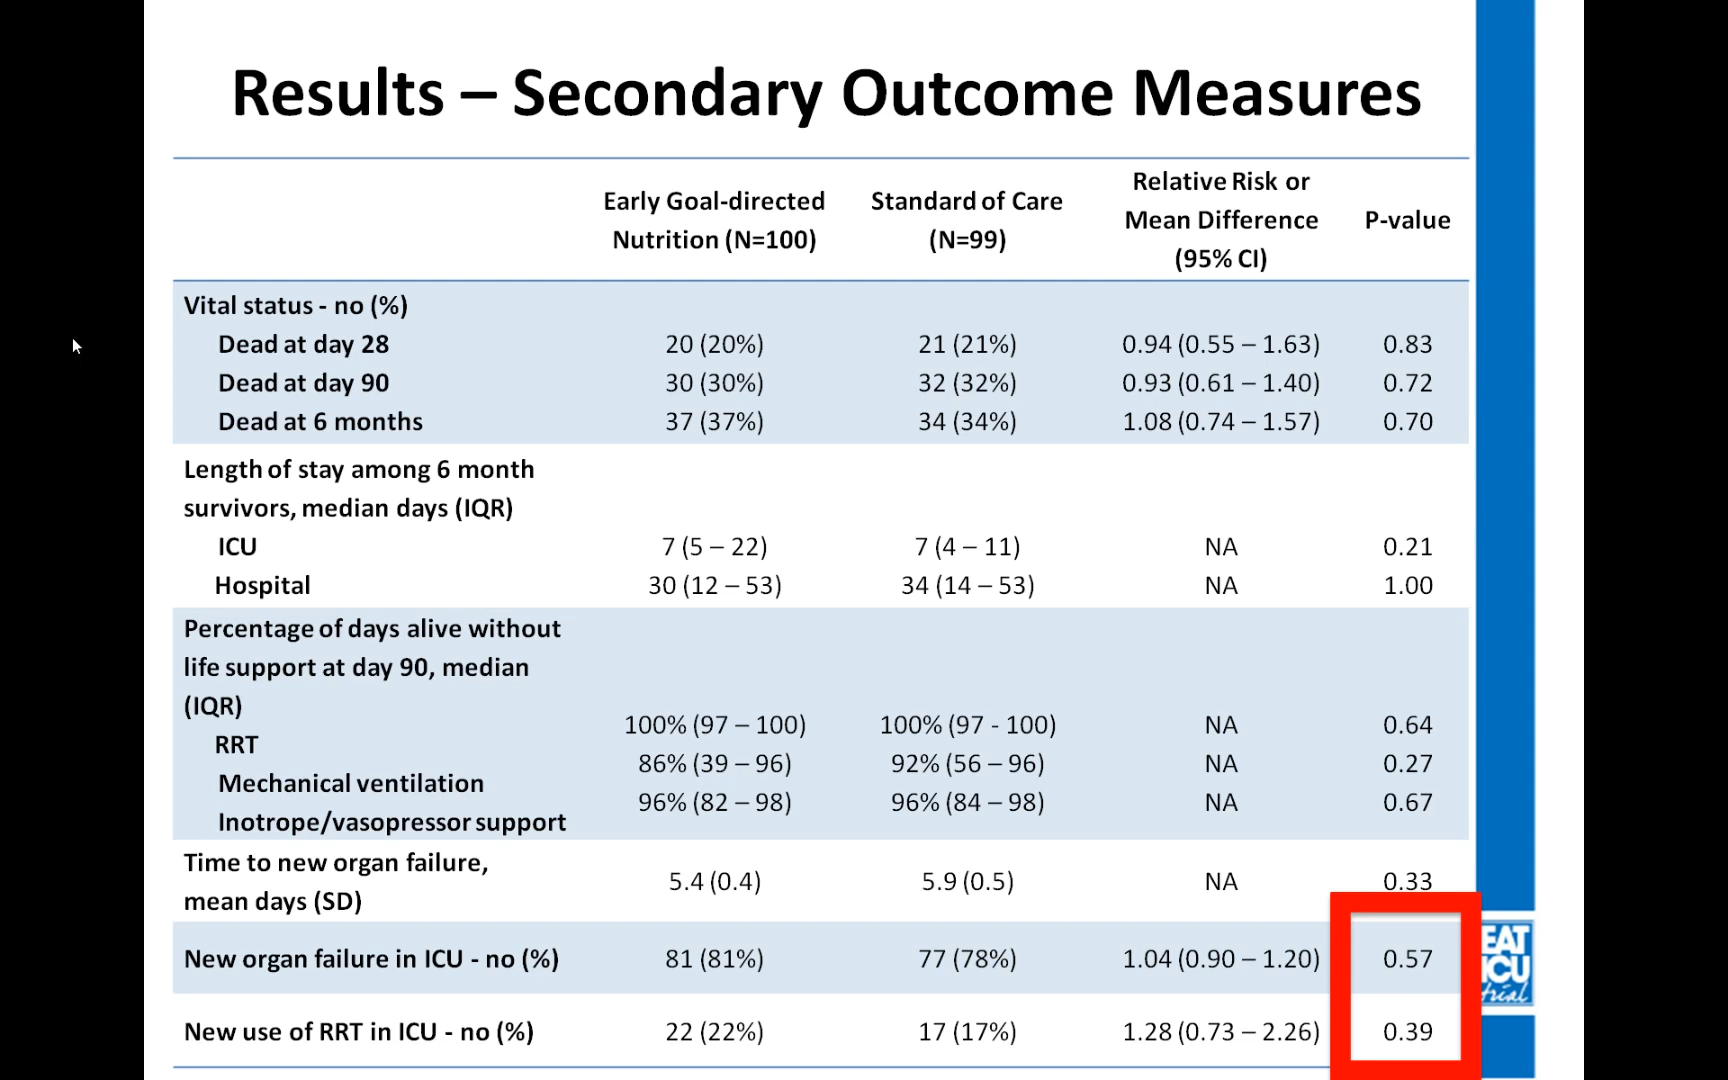 Results – Secondary Outcome Measures
Early Goal-directed Nutrition (N=100) Standard of Care (N=99) Relative Risk or Mean Difference (95% CI) P-value
Vital status - no (%)
Dead at day 28 20 (20%) 21 (21%) 0.94 (0.55 – 1.63) 0.83
Dead at day 90 30 (30%) 32 (32%) 0.93 (0.61 – 1.40) 0.72
Dead at 6 months 37 (37%) 34 (34%) 1.08 (0.74 – 1.57) 0.70
Length of stay among 6 month
survivors, median days (IQR)
ICU 7 (5 – 22) 7 (4 – 11) NA 0.21
Hospital 30 (12 – 53) 34 (14 – 53) NA 1.00
Percentage of days alive without
life support at day 90, median
(IQR)
RRT 100% (97 – 100) 100% (97 - 100) NA 0.64
Mechanical ventilation 86% (39 – 96) 92% (56 – 96) NA 0.27
Inotrope/vasopressor support 96% (82 – 98) 96% (84 – 98) NA 0.67
Time to new organ failure,
mean days (SD) 5.4 (0.4) 5.9 (0.5) NA 0.33
New organ failure in ICU - no (%) 81 (81%) 77 (78%) 1.04 (0.90 – 1.20) 0.57
New use of RRT in ICU - no (%) 22 (22%) 17 (17%) 1.28 (0.73 – 2.26) 0.39
EAT
ICU
trial